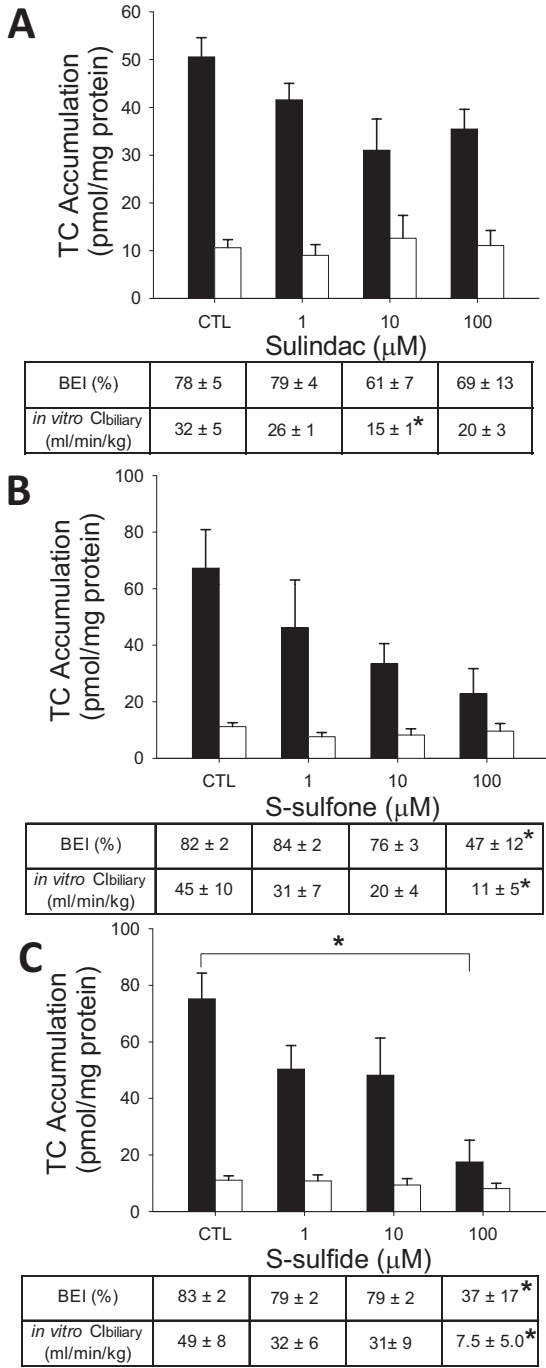 A
60
50
40
30
20
10
0
TC Accumulation
(pmol/mg protein)
CTL 1 10 100
Sulindac (μM)
BEI (%) 78 ± 5 79 ± 4 61 ± 7 69 ± 13
in vitro Clbiliary
(ml/min/kg) 32 ± 5 26 ± 1 15 ± 1* 20 ± 3
B
100
80
60
40
20
0
TC Accumulation
(pmol/mg protein)
CTL 1 10 100
S-sulfone (μM)
BEI (%) 82 ± 2 84 ± 2 76 ± 3 47 ± 12*
in vitro Clbiliary
(ml/min/kg) 45 ± 10 31 ± 7 20 ± 4 11 ± 5*
C
100
80
60
40
20
0
TC Accumulation
(pmol/mg protein)
*
CTL 1 10 100
S-sulfide (μM)
BEI (%) 83 ± 2 79 ± 2 79 ± 2 37 ± 17*
in vitro Clbiliary
(ml/min/kg) 49 ± 8 32 ± 6 31± 9 7.5 ± 5.0*